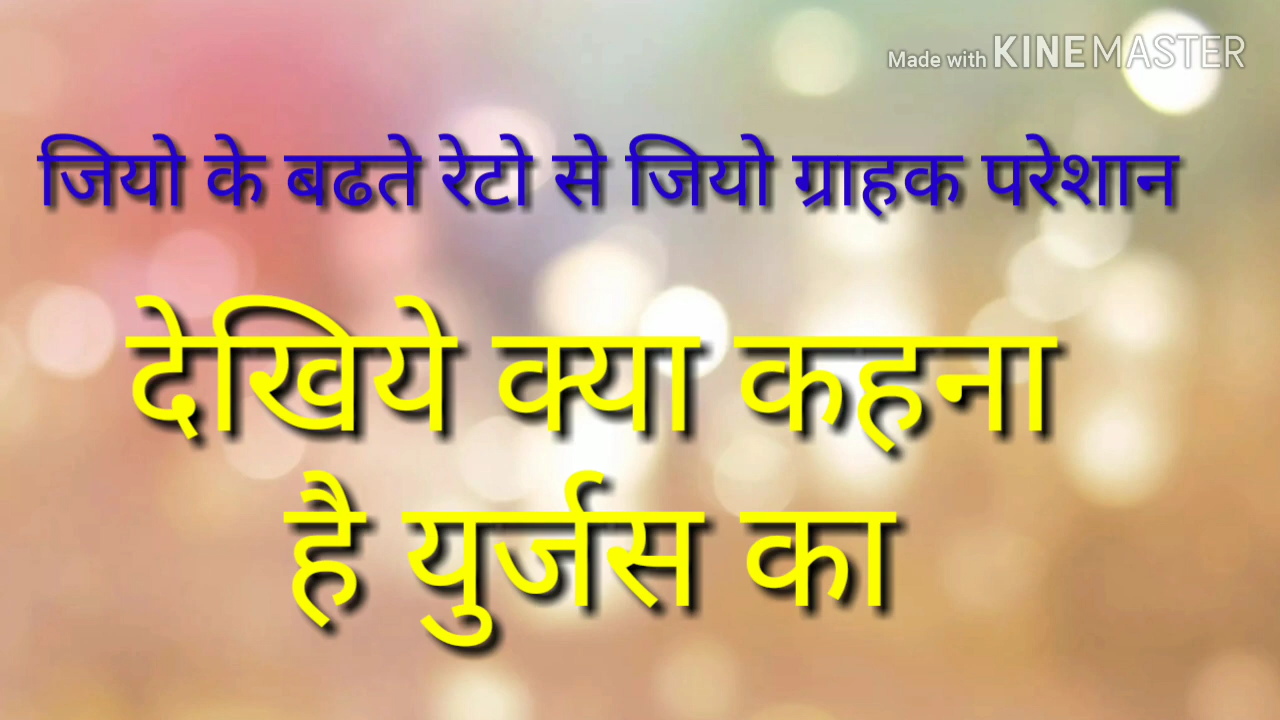 Made with KINEMASTER
जियो के बढते रेटो से जियो ग्राहक परेशान
देखिये क्या कहना
है युर्जस का